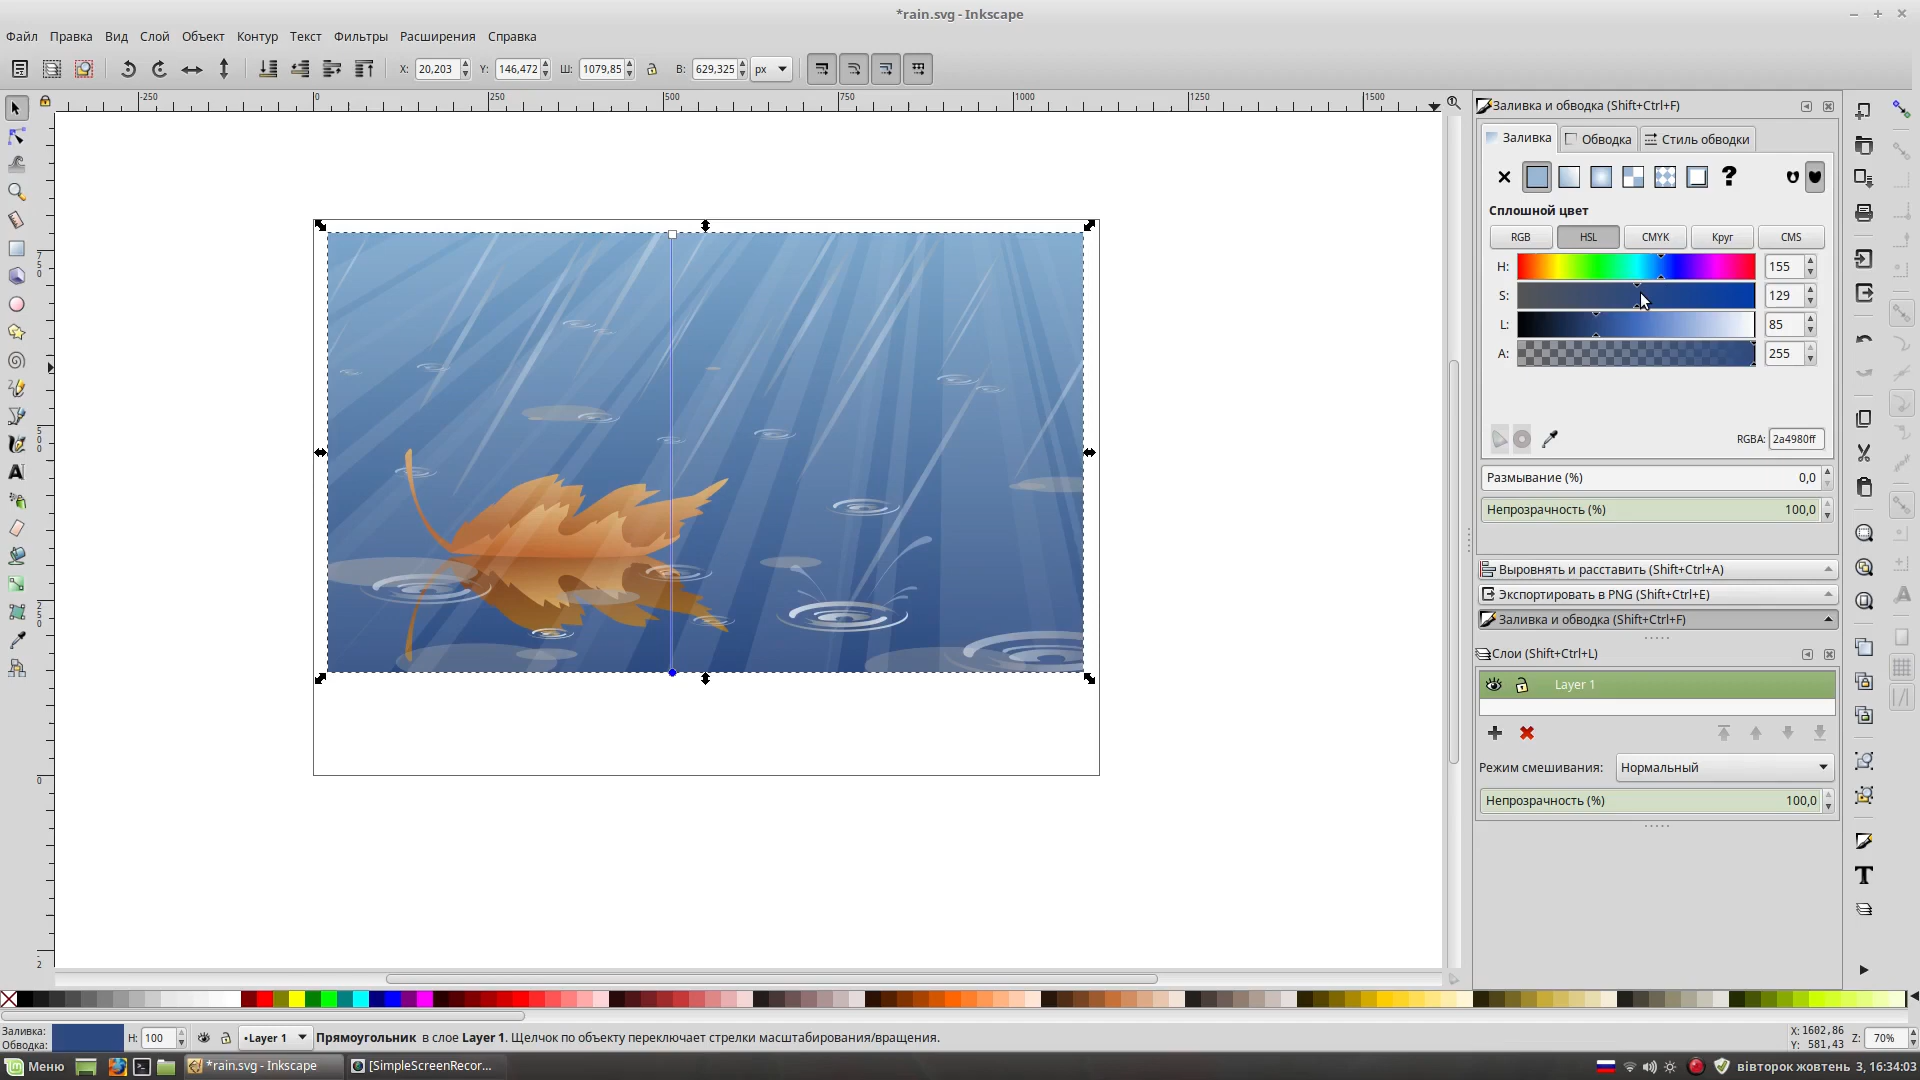 *rain.svg - Inkscape
Файл Правка Вид Слой Объект Контур Текст Фильтры Расширения Справка
X: 20,203 Y: 146,472 Ш: 1079,85 В: 629,325 px
-250 0 250 500 750 1000 1250 1500
750
500
250
0
Заливка и обводка (Shift+Ctrl+F)
Заливка Обводка Стиль обводки
Сплошной цвет
RGB HSL CMYK Круг CMS
H: 155
S: 129
L: 85
A: 255
RGBA: 2a4980ff
Размывание (%) 0,0
Непрозрачность (%) 100,0
Выровнять и расставить (Shift+Ctrl+A)
Экспортировать в PNG (Shift+Ctrl+E)
Заливка и обводка (Shift+Ctrl+F)
Слои (Shift+Ctrl+L)
Layer 1
Режим смешивания: Нормальный
Непрозрачность (%) 100,0
Заливка:
Обводка:
Н: 100
•Layer 1
Прямоугольник в слое Layer 1. Щелчок по объекту переключает стрелки масштабирования/вращения.
X: 1602,86
Y: 581,43
Z: 70%
Меню *rain.svg - Inkscape [SimpleScreenRecor...
вівторок жовтень 3, 16:34:03